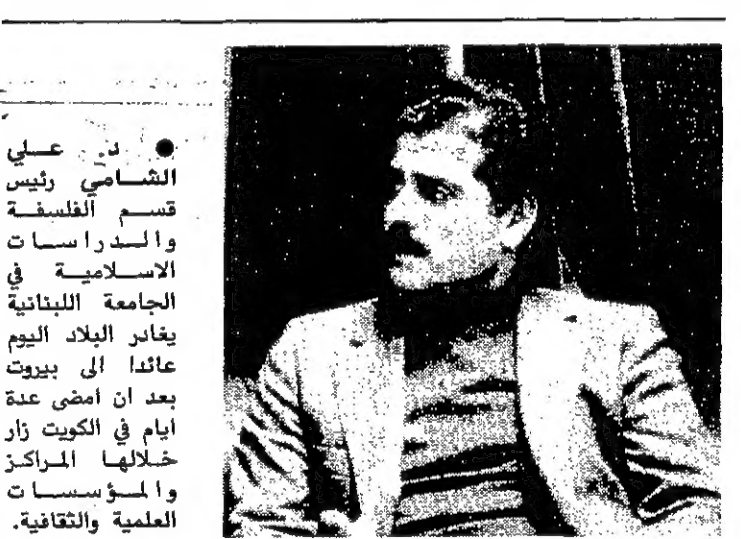 ● د. علي
الشامي رئيس
قسم الفلسفة
والدراسات
الاسلامية في
الجامعة اللبنانية
يغادر البلاد اليوم
عائدا الى بيروت
بعد ان امضى عدة
ايام في الكويت زار
خلالها المراكز
والمؤسسات
العلمية والثقافية.